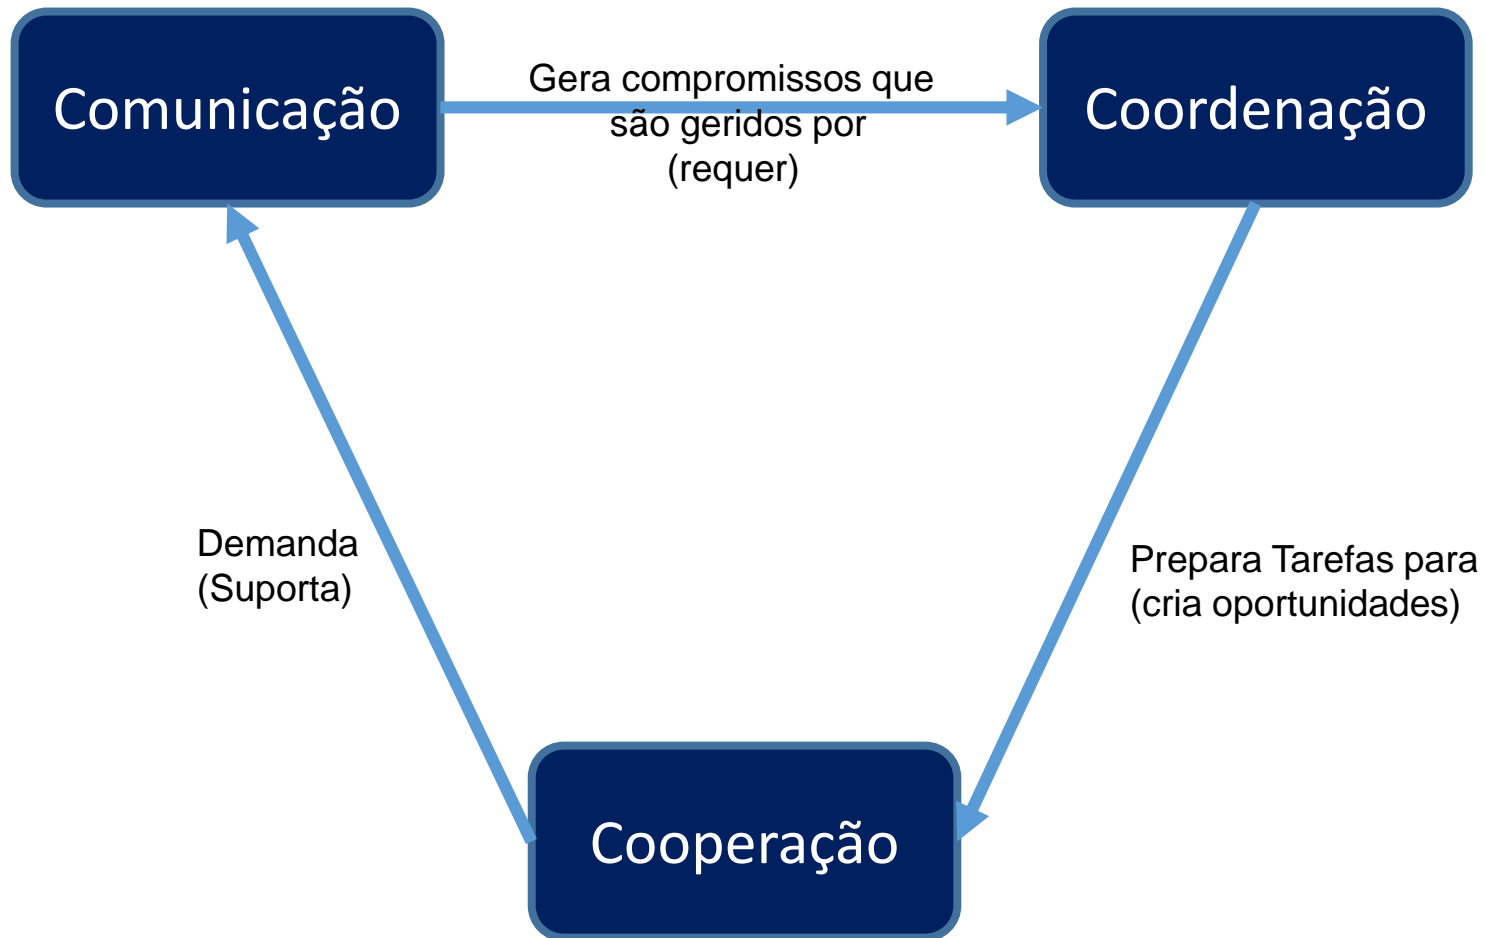 Comunicação
Gera compromissos que
são geridos por
(requer)
Coordenação
Demanda
(Suporta)
Prepara Tarefas para
(cria oportunidades)
Cooperação